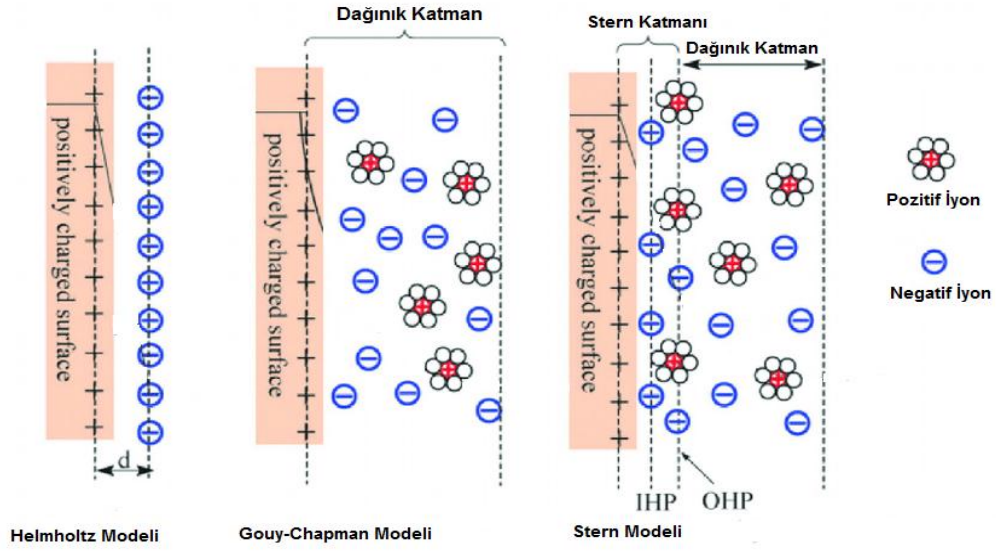 Dağınık Katman
Stern Katmanı
Dağınık Katman
positively charged surface
positively charged surface
positively charged surface
Pozitif İyon
Negatif İyon
d
IHP
OHP
Helmholtz Modeli
Gouy-Chapman Modeli
Stern Modeli